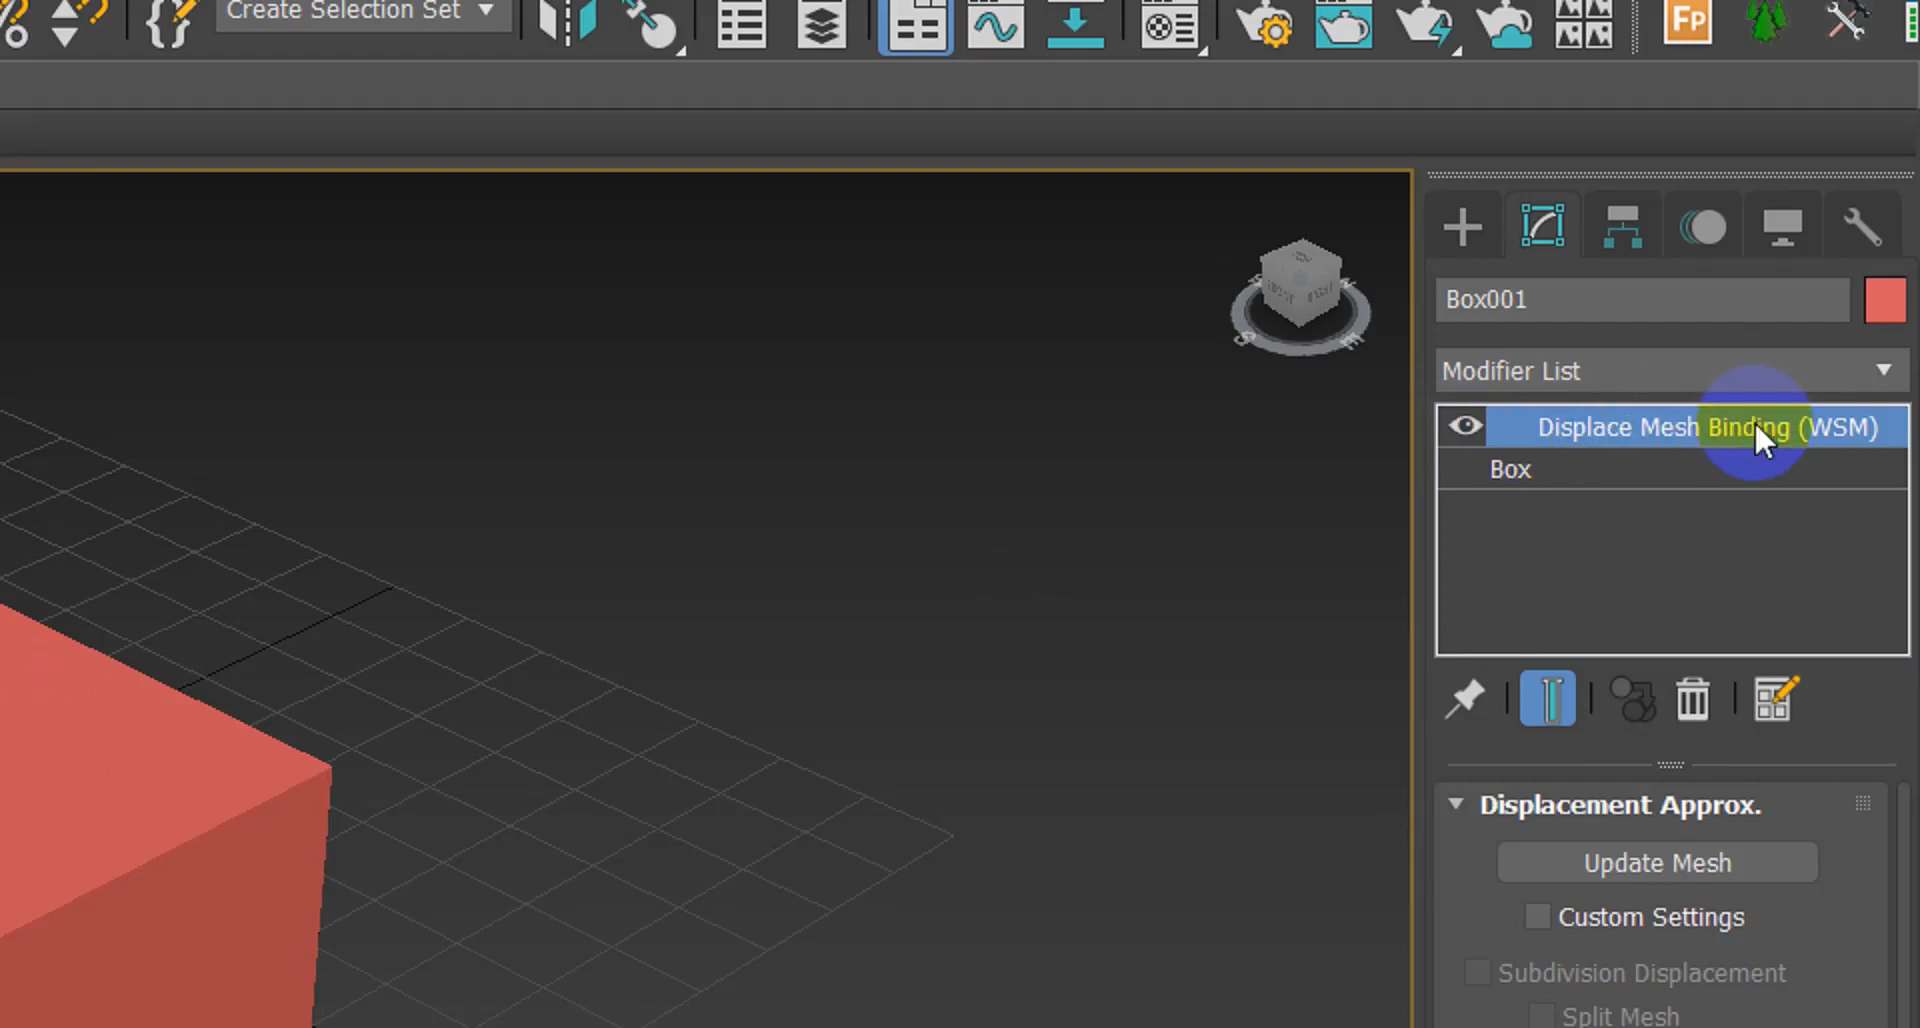 Create Selection Set
Fp
Box001
Modifier List
Displace Mesh Binding (WSM)
Box
Displacement Approx.
Update Mesh
Custom Settings
Subdivision Displacement
Split Mesh